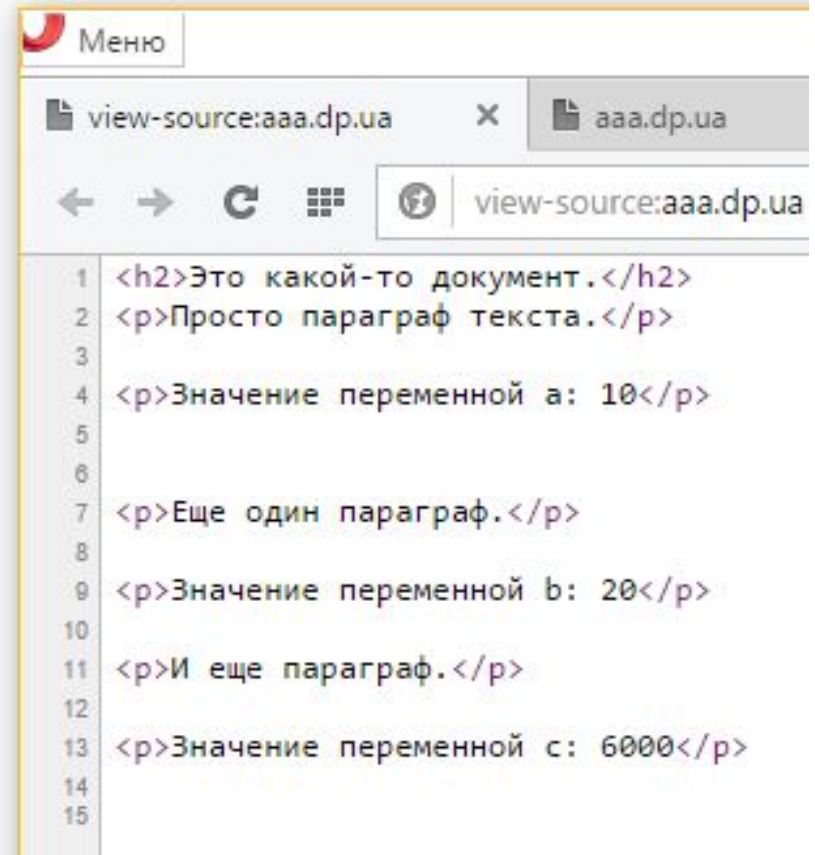 Меню
view-source:aaa.dp.ua
aaa.dp.ua
view-source:aaa.dp.ua
1 <h2>Это какой-то документ.</h2>
2 <p>Просто параграф текста.</p>
3
4 <p>Значение переменной a: 10</p>
5
6
7 <p>Еще один параграф.</p>
8
9 <p>Значение переменной b: 20</p>
10
11 <p>И еще параграф.</p>
12
13 <p>Значение переменной c: 6000</p>
14
15